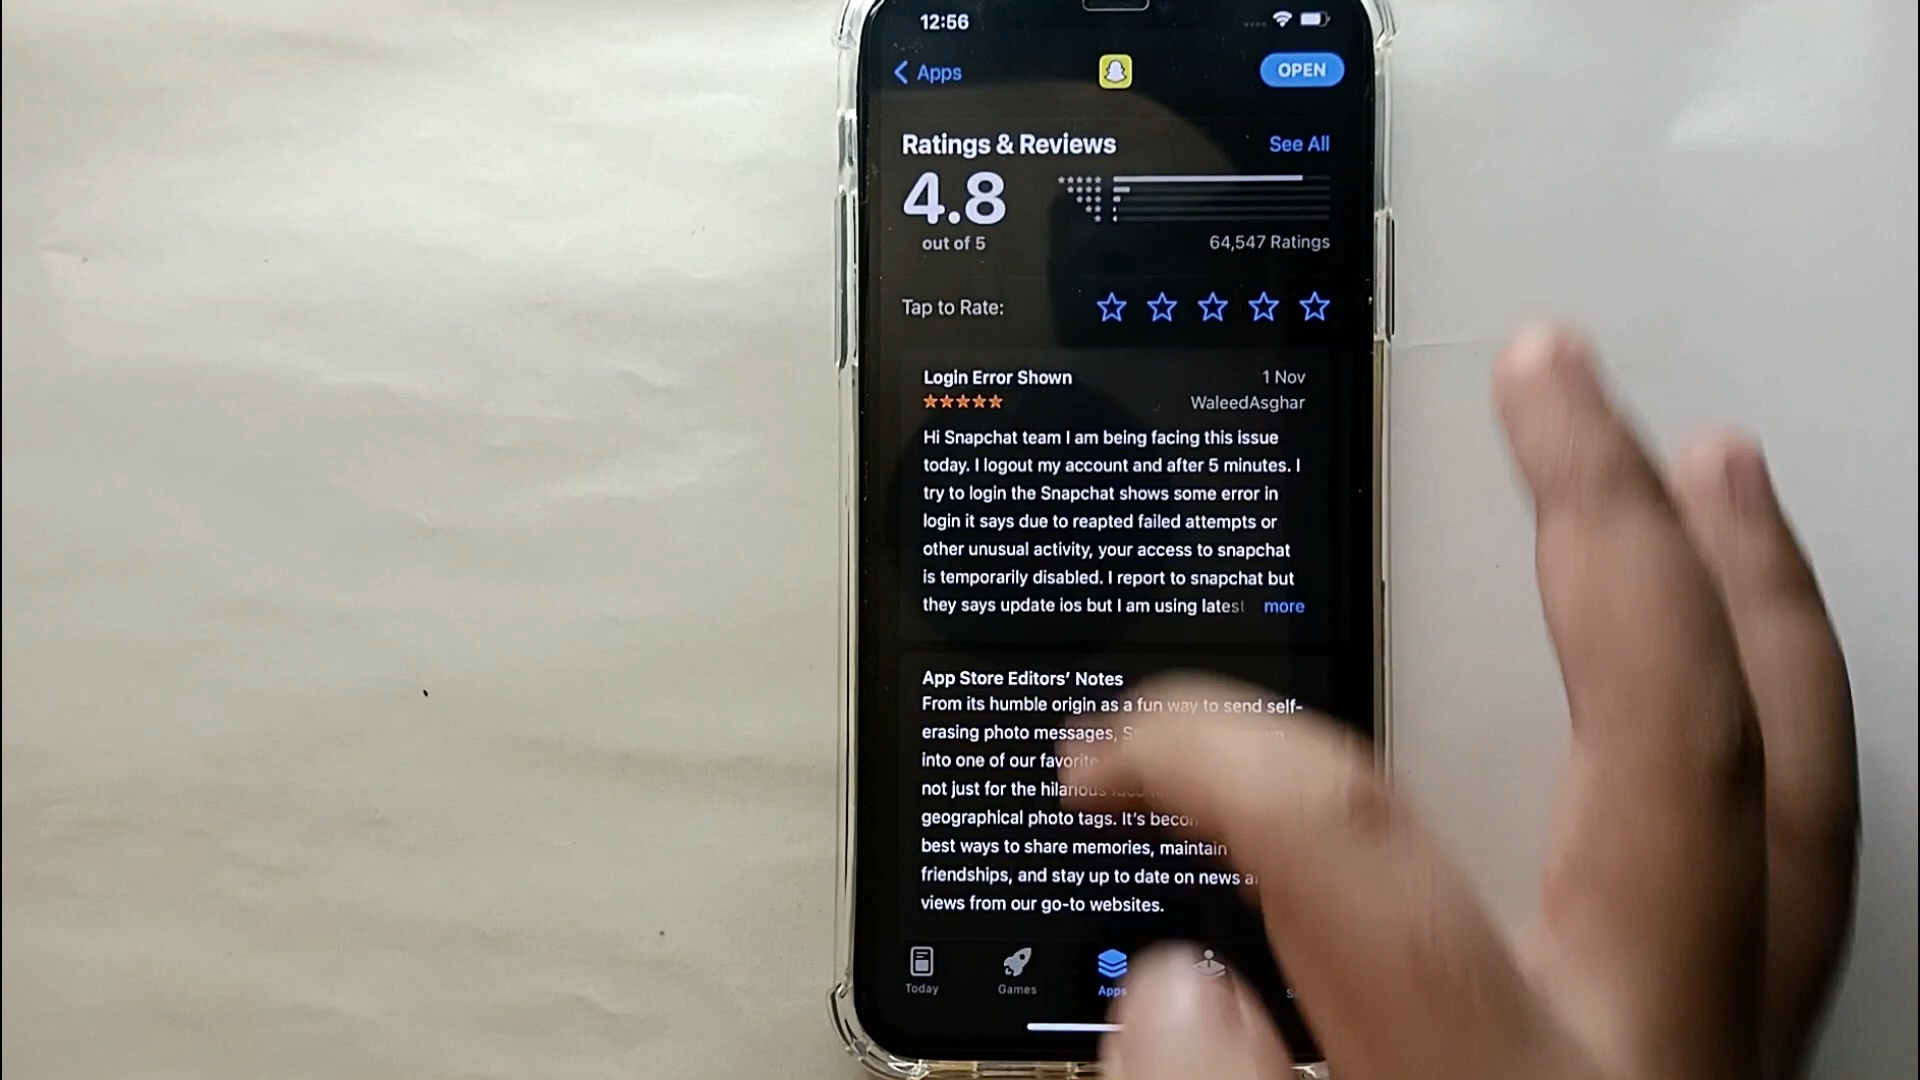 12:56
Apps
OPEN
Ratings & Reviews
See All
4.8
out of 5
64,547 Ratings
Tap to Rate:
Login Error Shown
1 Nov
WaleedAsghar
Hi Snapchat team I am being facing this issue
today. I logout my account and after 5 minutes. I
try to login the Snapchat shows some error in
login it says due to reapted failed attempts or
other unusual activity, your access to snapchat
is temporarily disabled. I report to snapchat but
they says update ios but I am using latest more
App Store Editors’ Notes
From its humble origin as a fun way to send self-
erasing photo messages,
into one of our favorite
not just for the hilarious
geographical photo tags. It’s
best ways to share memories, maintain
friendships, and stay up to date on news
views from our go-to websites.
Today
Games
Apps